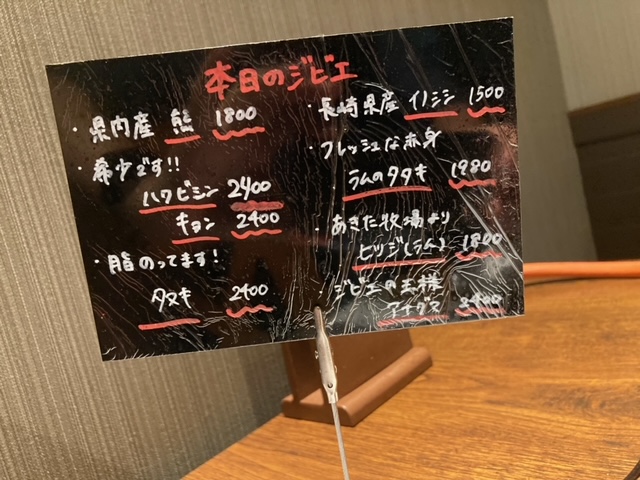 本日のジビエ
・県内産 熊 1800
・希少です!!
ハクビシン 2400
キョン 2400
・脂のってます!
タヌキ 2400
・長崎県産 イノシシ 1500
・フレッシュな赤身
ラムのタタキ 1980
・あきた牧場より
ヒツジ(ラム) 1800
・ジビエの王様
アナグマ 2400